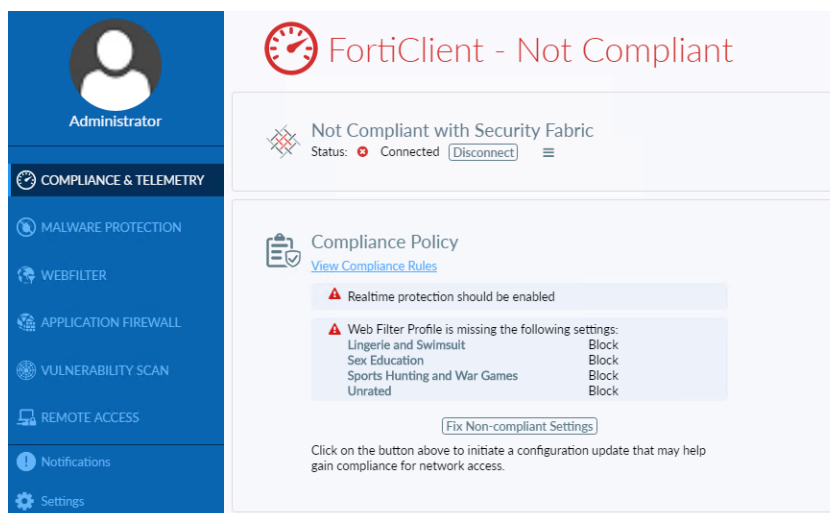 FortiClient - Not Compliant
Administrator
COMPLIANCE & TELEMETRY
MALWARE PROTECTION
WEBFILTER
APPLICATION FIREWALL
VULNERABILITY SCAN
REMOTE ACCESS
Notifications
Settings
Not Compliant with Security Fabric
Status: Connected Disconnect
Compliance Policy
View Compliance Rules
Realtime protection should be enabled
Web Filter Profile is missing the following settings:
Lingerie and Swimsuit Block
Sex Education Block
Sports Hunting and War Games Block
Unrated Block
Fix Non-compliant Settings
Click on the button above to initiate a configuration update that may help
gain compliance for network access.